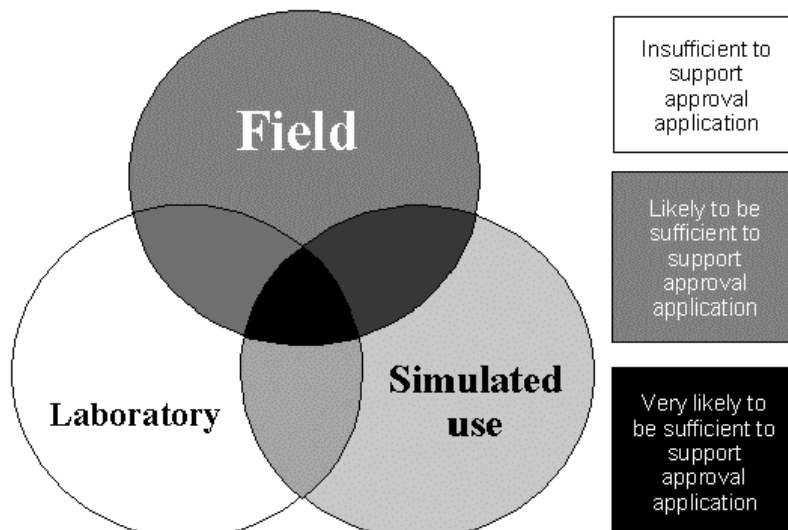 Field
Laboratory
Simulated
use
Insufficient to
support
approval
application
Likely to be
sufficient to
support
approval
application
Very likely to
be sufficient to
support
approval
application